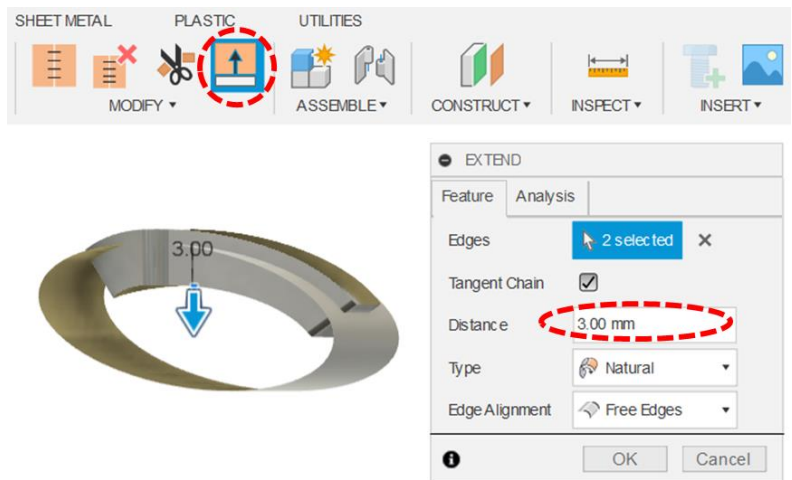 SHEET METAL PLASTIC UTILITIES
MODIFY ASSEMBLE CONSTRUCT INSPECT INSERT
EXTEND
Feature Analysis
Edges 2 selected
Tangent Chain
Distance 3.00 mm
Type Natural
Edge Alignment Free Edges
OK Cancel
3.00